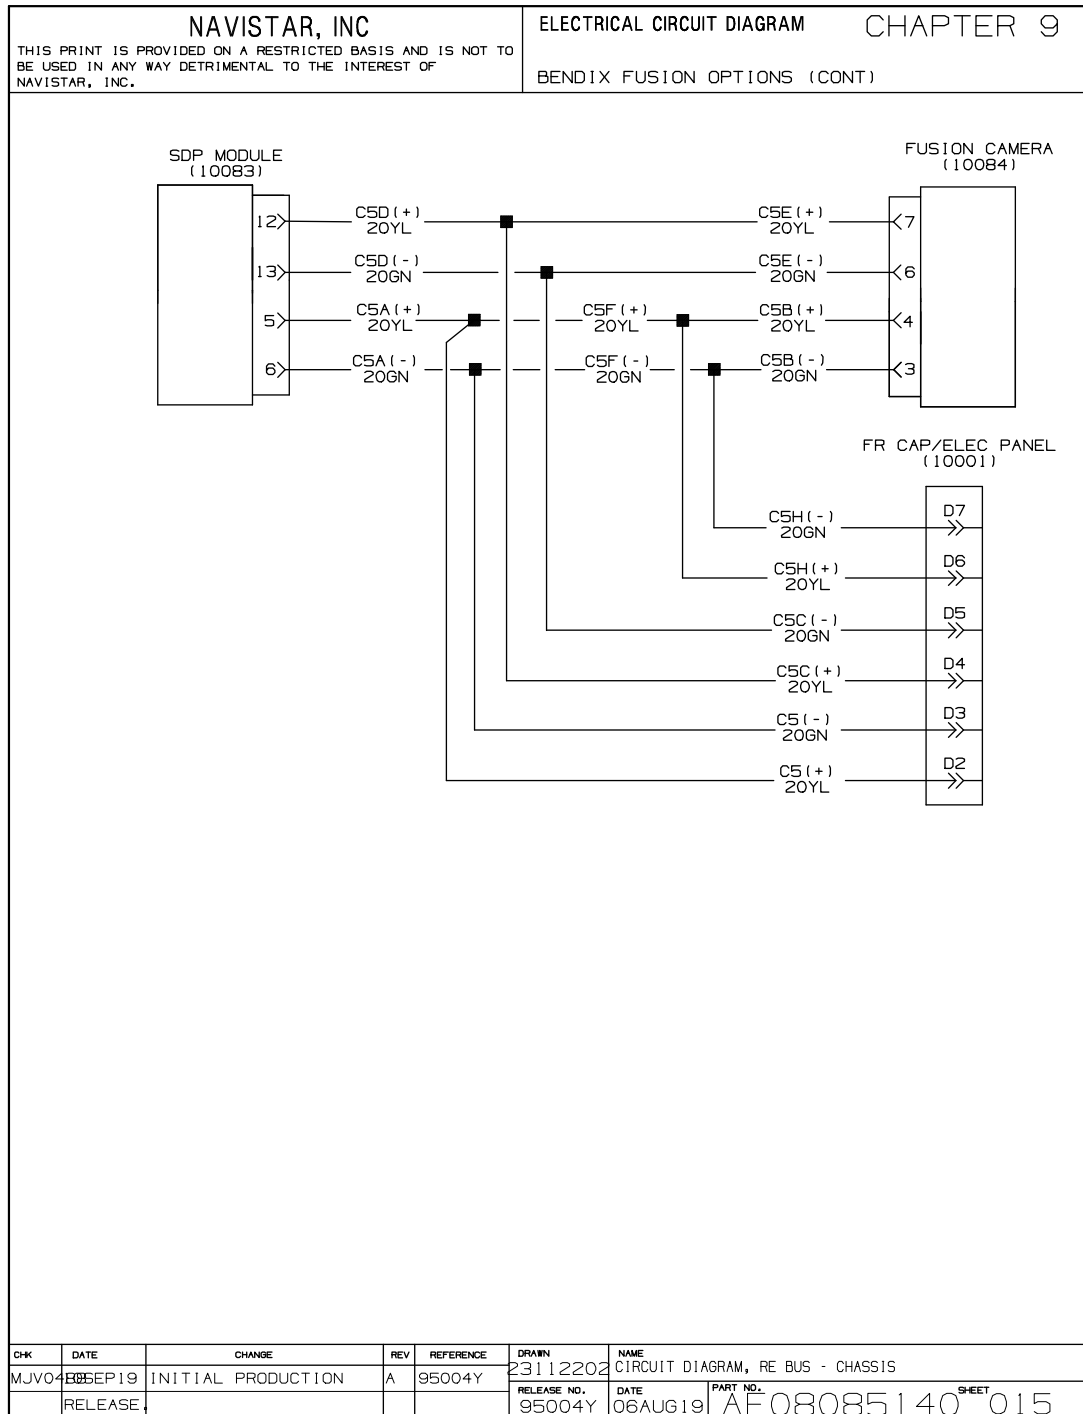 NAVISTAR, INC
THIS PRINT IS PROVIDED ON A RESTRICTED BASIS AND IS NOT TO
BE USED IN ANY WAY DETRIMENTAL TO THE INTEREST OF
NAVISTAR, INC.
ELECTRICAL CIRCUIT DIAGRAM CHAPTER 9
BENDIX FUSION OPTIONS (CONT)
SDP MODULE
(10083)
FUSION CAMERA
(10084)
12 C5D(+) C5E(+) 7
20YL 20YL
13 C5D(-) C5E(-) 6
20GN 20GN
5 C5A(+) C5F(+) C5B(+) 4
20YL 20YL 20YL
6 C5A(-) C5F(-) C5B(-) 3
20GN 20GN 20GN
FR CAP/ELEC PANEL
(10001)
C5H(-) D7
20GN
C5H(+) D6
20YL
C5C(-) D5
20GN
C5C(+) D4
20YL
C5(-) D3
20GN
C5(+) D2
20YL
CHK DATE CHANGE REV REFERENCE DRAWN NAME
23112202 CIRCUIT DIAGRAM, RE BUS - CHASSIS
SEP19 INITIAL PRODUCTION A 95004Y
RELEASE NO. DATE PART NO. SHEET
RELEASE. 95004Y 06AUG19 AF08085140 015